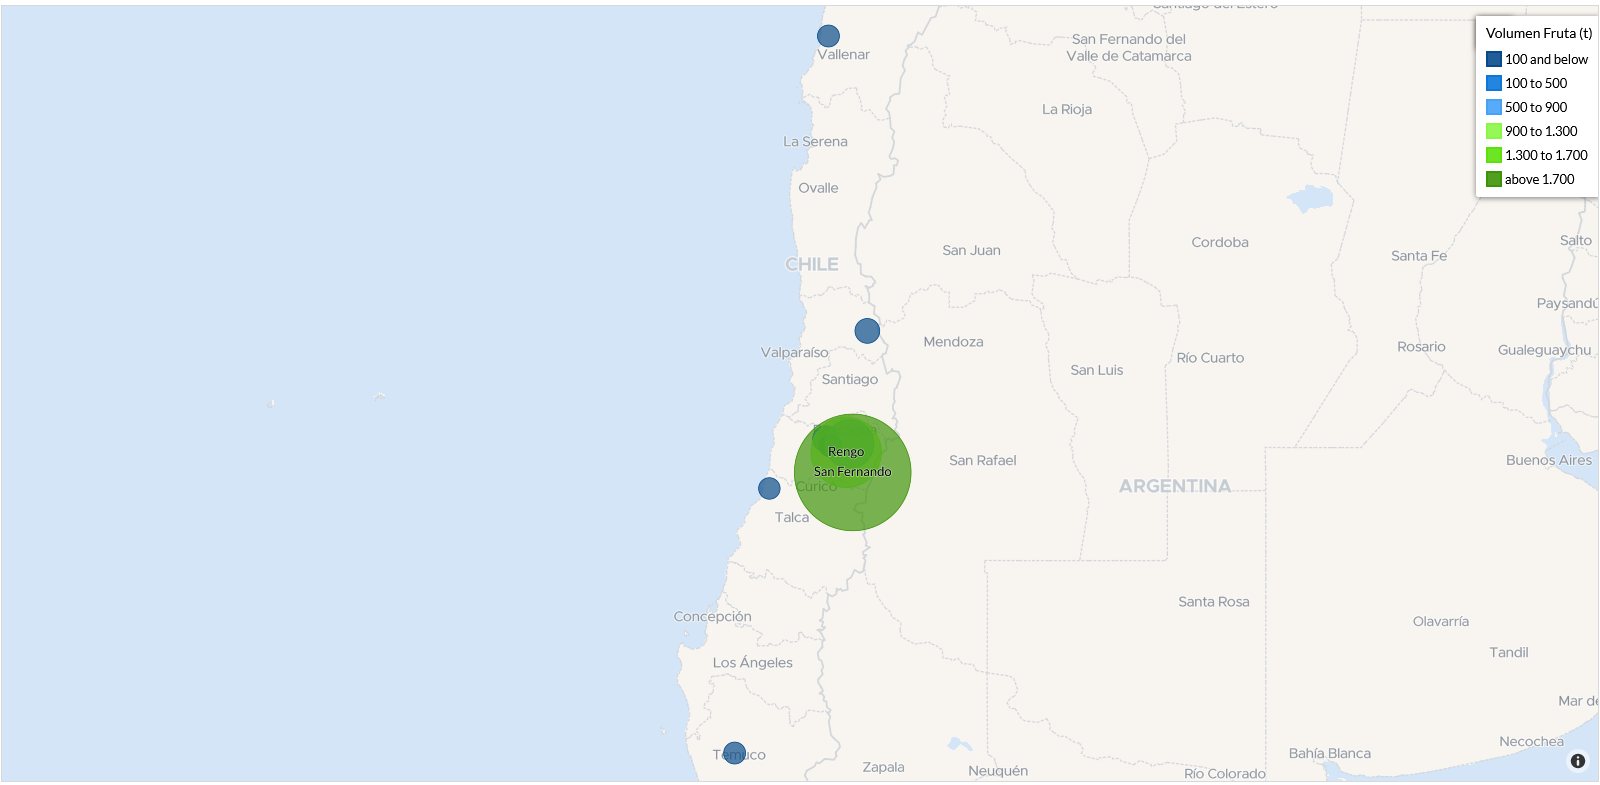 Santiago del Estero
Volumen Fruta (t)
100 and below
100 to 500
500 to 900
900 to 1.300
1.300 to 1.700
above 1.700
San Fernando del
Valle de Catamarca
Vallenar
La Rioja
La Serena
Ovalle
Salto
Cordoba
San Juan
Santa Fe
CHILE
Paysandú
Mendoza
Rosario
Gualeguaychu
Valparaíso
Río Cuarto
San Luis
Santiago
Rengo
San Rafael
Buenos Aires
San Fernando
Curico
ARGENTINA
Talca
Santa Rosa
Concepción
Olavarría
Tandil
Los Ángeles
Mar de
Necochea
Temuco
Bahía Blanca
Zapala
Neuquén
Río Colorado